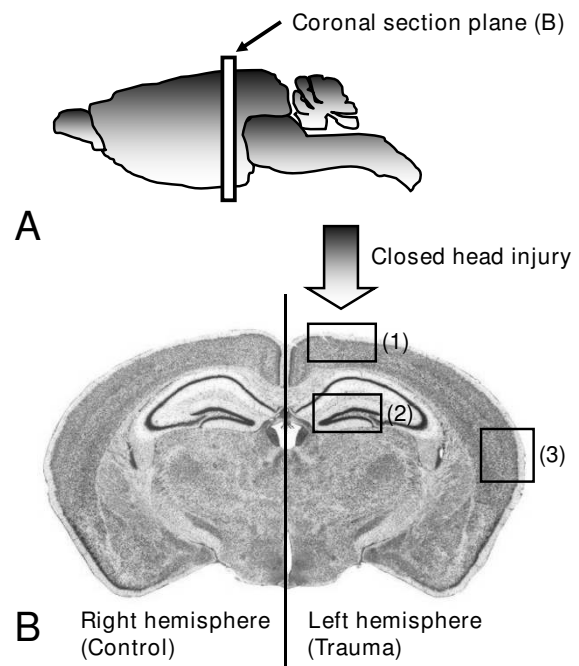 Coronal section plane (B)
A
Closed head injury
(1)
(2)
(3)
B
Right hemisphere
(Control)
Left hemisphere
(Trauma)